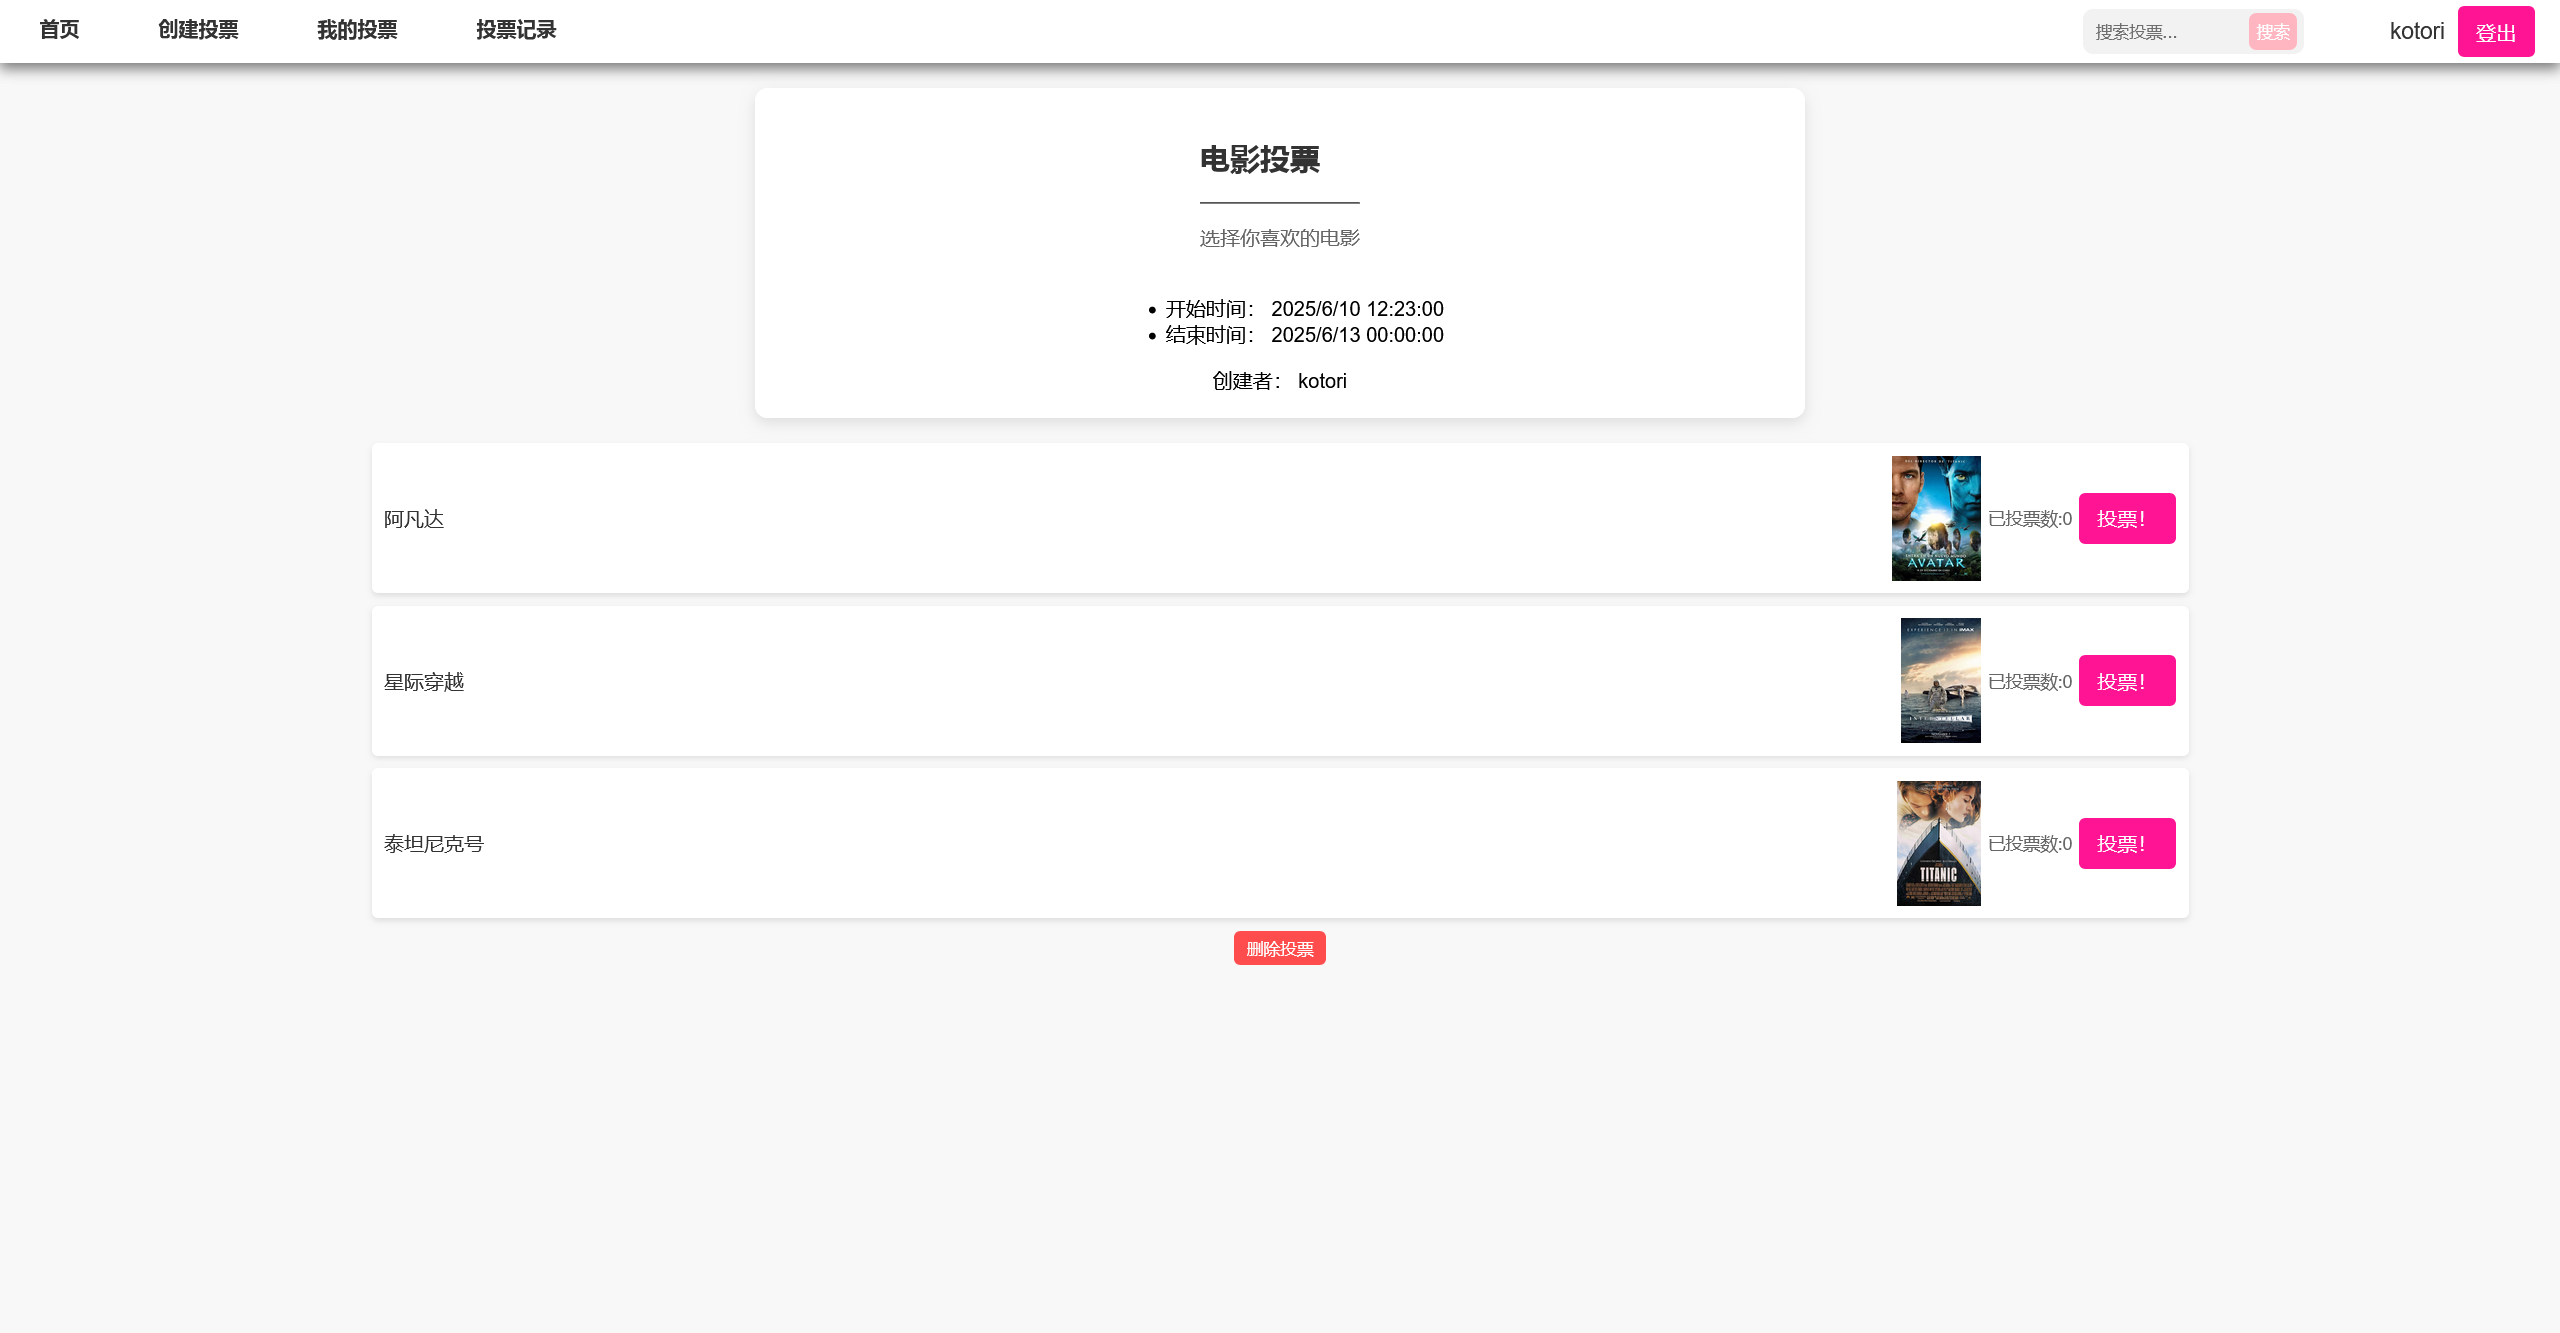 首页 创建投票 我的投票 投票记录 搜索投票... 搜索 kotori 登出
电影投票
选择你喜欢的电影
• 开始时间： 2025/6/10 12:23:00
• 结束时间： 2025/6/13 00:00:00
创建者： kotori
阿凡达
AVATAR
已投票数:0 投票！
星际穿越
INTERSTELLAR
已投票数:0 投票！
泰坦尼克号
TITANIC
已投票数:0 投票！
删除投票